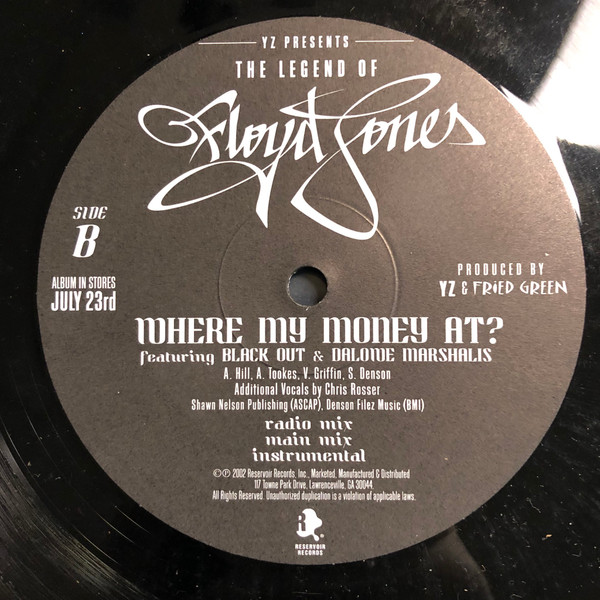 YZ PRESENTS
THE LEGEND OF
Floyd Jones
SIDE
B
ALBUM IN STORES
JULY 23rd
PRODUCED BY
YZ & FRiED GREEN
WHERE MY MONEY AT?
featuring BLACK OUT & DALONIE MARSHALIS
A. Hill, A. Tookes, V. Griffin, S. Denson
Additional Vocals by Chris Rosser
Shawn Nelson Publishing (ASCAP), Denson Filez Music (BMI)
radio mix
main mix
instrumental
©℗ 2002 Reservoir Records, Inc., Marketed, Manufactured & Distributed
117 Towne Park Drive, Lawrenceville, GA 30044.
All Rights Reserved. Unauthorized duplication is a violation of applicable laws.
RESERVOIR
RECORDS